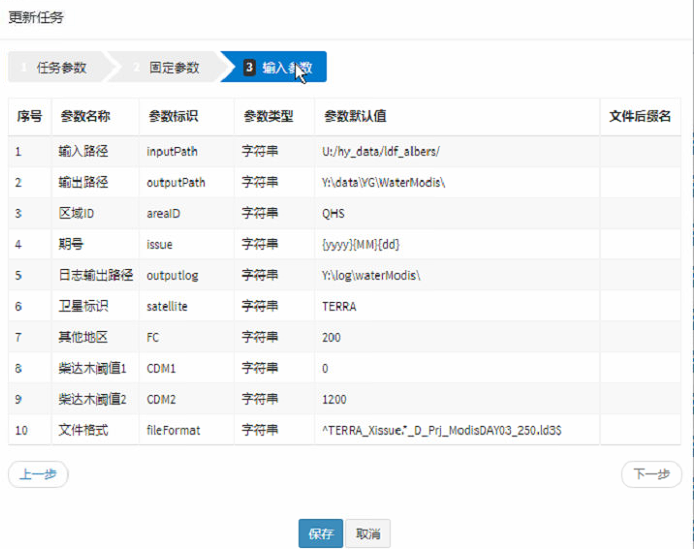 更新任务
1 任务参数 2 固定参数 3 输入参数
序号 参数名称 参数标识 参数类型 参数默认值 文件后缀名
1 输入路径 inputPath 字符串 U:/hy_data/ldf_albers/
2 输出路径 outputPath 字符串 Y:\data\YG\WaterModis\
3 区域ID areaID 字符串 QHS
4 期号 issue 字符串 {yyyy}{MM}{dd}
5 日志输出路径 outputlog 字符串 Y:\log\waterModis\
6 卫星标识 satellite 字符串 TERRA
7 其他地区 FC 字符串 200
8 柴达木阈值1 CDM1 字符串 0
9 柴达木阈值2 CDM2 字符串 1200
10 文件格式 fileFormat 字符串 ^TERRA_Xissue.*_D_Prj_ModisDAY03_250.ld3$
上一步 下一步
保存 取消